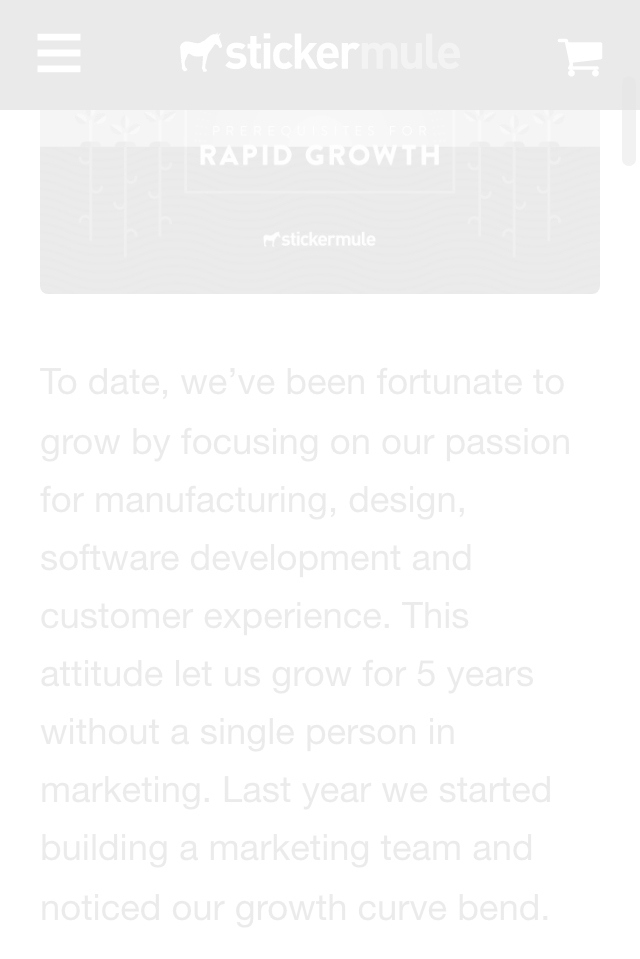 stickermule
PREREQUISITES FOR
RAPID GROWTH
stickermule
To date, we’ve been fortunate to
grow by focusing on our passion
for manufacturing, design,
software development and
customer experience. This
attitude let us grow for 5 years
without a single person in
marketing. Last year we started
building a marketing team and
noticed our growth curve bend.